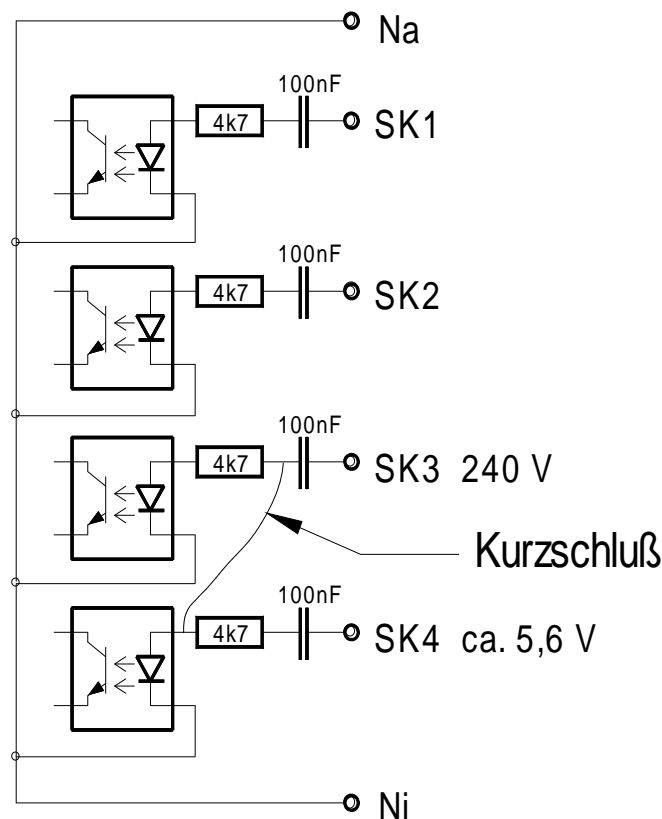 Na
100nF
4k7
SK1
100nF
4k7
SK2
100nF
4k7
SK3 240 V
Kurzschluß
100nF
4k7
SK4 ca. 5,6 V
Ni